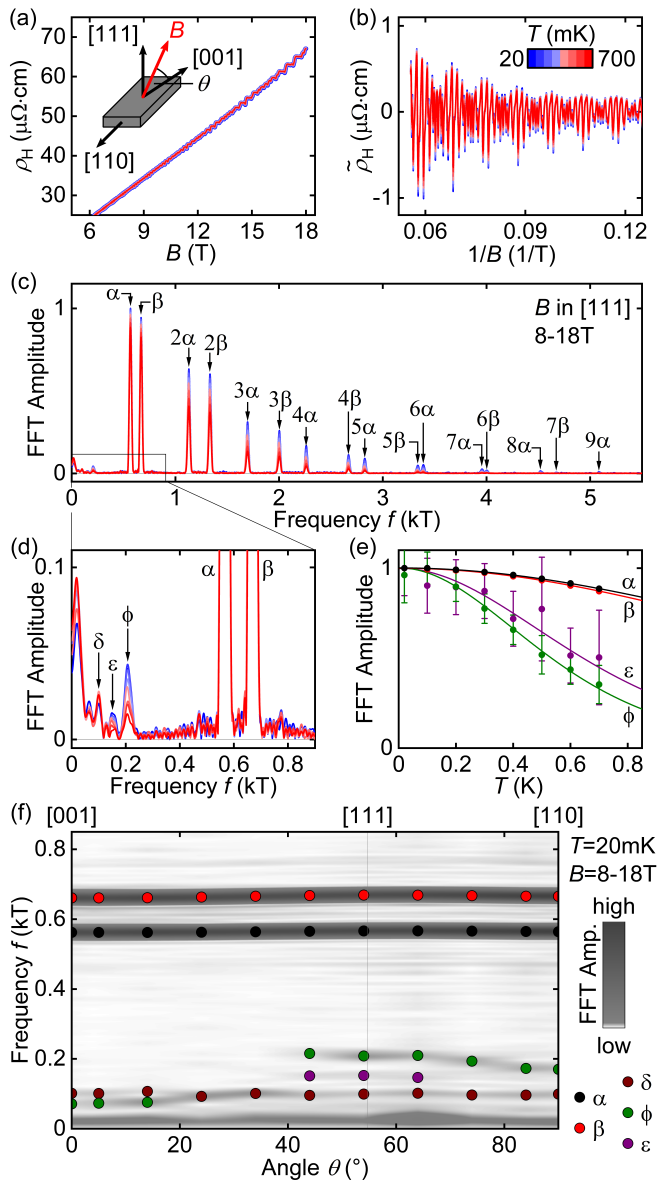 (a)
70
60
50
40
30
ρH (μΩ·cm)
[111]
B
[001]
θ
[110]
6
9
12
15
18
B (T)
(b)
T (mK)
20
700
1
0
-1
ρ̃H (μΩ·cm)
0.06
0.09
0.12
1/B (1/T)
(c)
FFT Amplitude
1
0
α
β
2α
2β
3α
3β
4α
4β
5α
5β
6α
7α
6β
8α
7β
9α
B in [111]
8-18T
0
1
2
3
4
5
Frequency f (kT)
(d)
FFT Amplitude
0.1
0
δ
ε
ϕ
α
β
0
0.2
0.4
0.6
0.8
Frequency f (kT)
(e)
FFT Amplitude
1
1
α
β
ε
ϕ
0
0.2
0.4
0.6
0.8
T (K)
(f)
[001]
[111]
[110]
Frequency f (kT)
0.8
0.6
0.4
0.2
0
0
20
40
60
80
Angle θ (°)
T=20mK
B=8-18T
high
FFT Amp.
low
α
β
δ
ϕ
ε